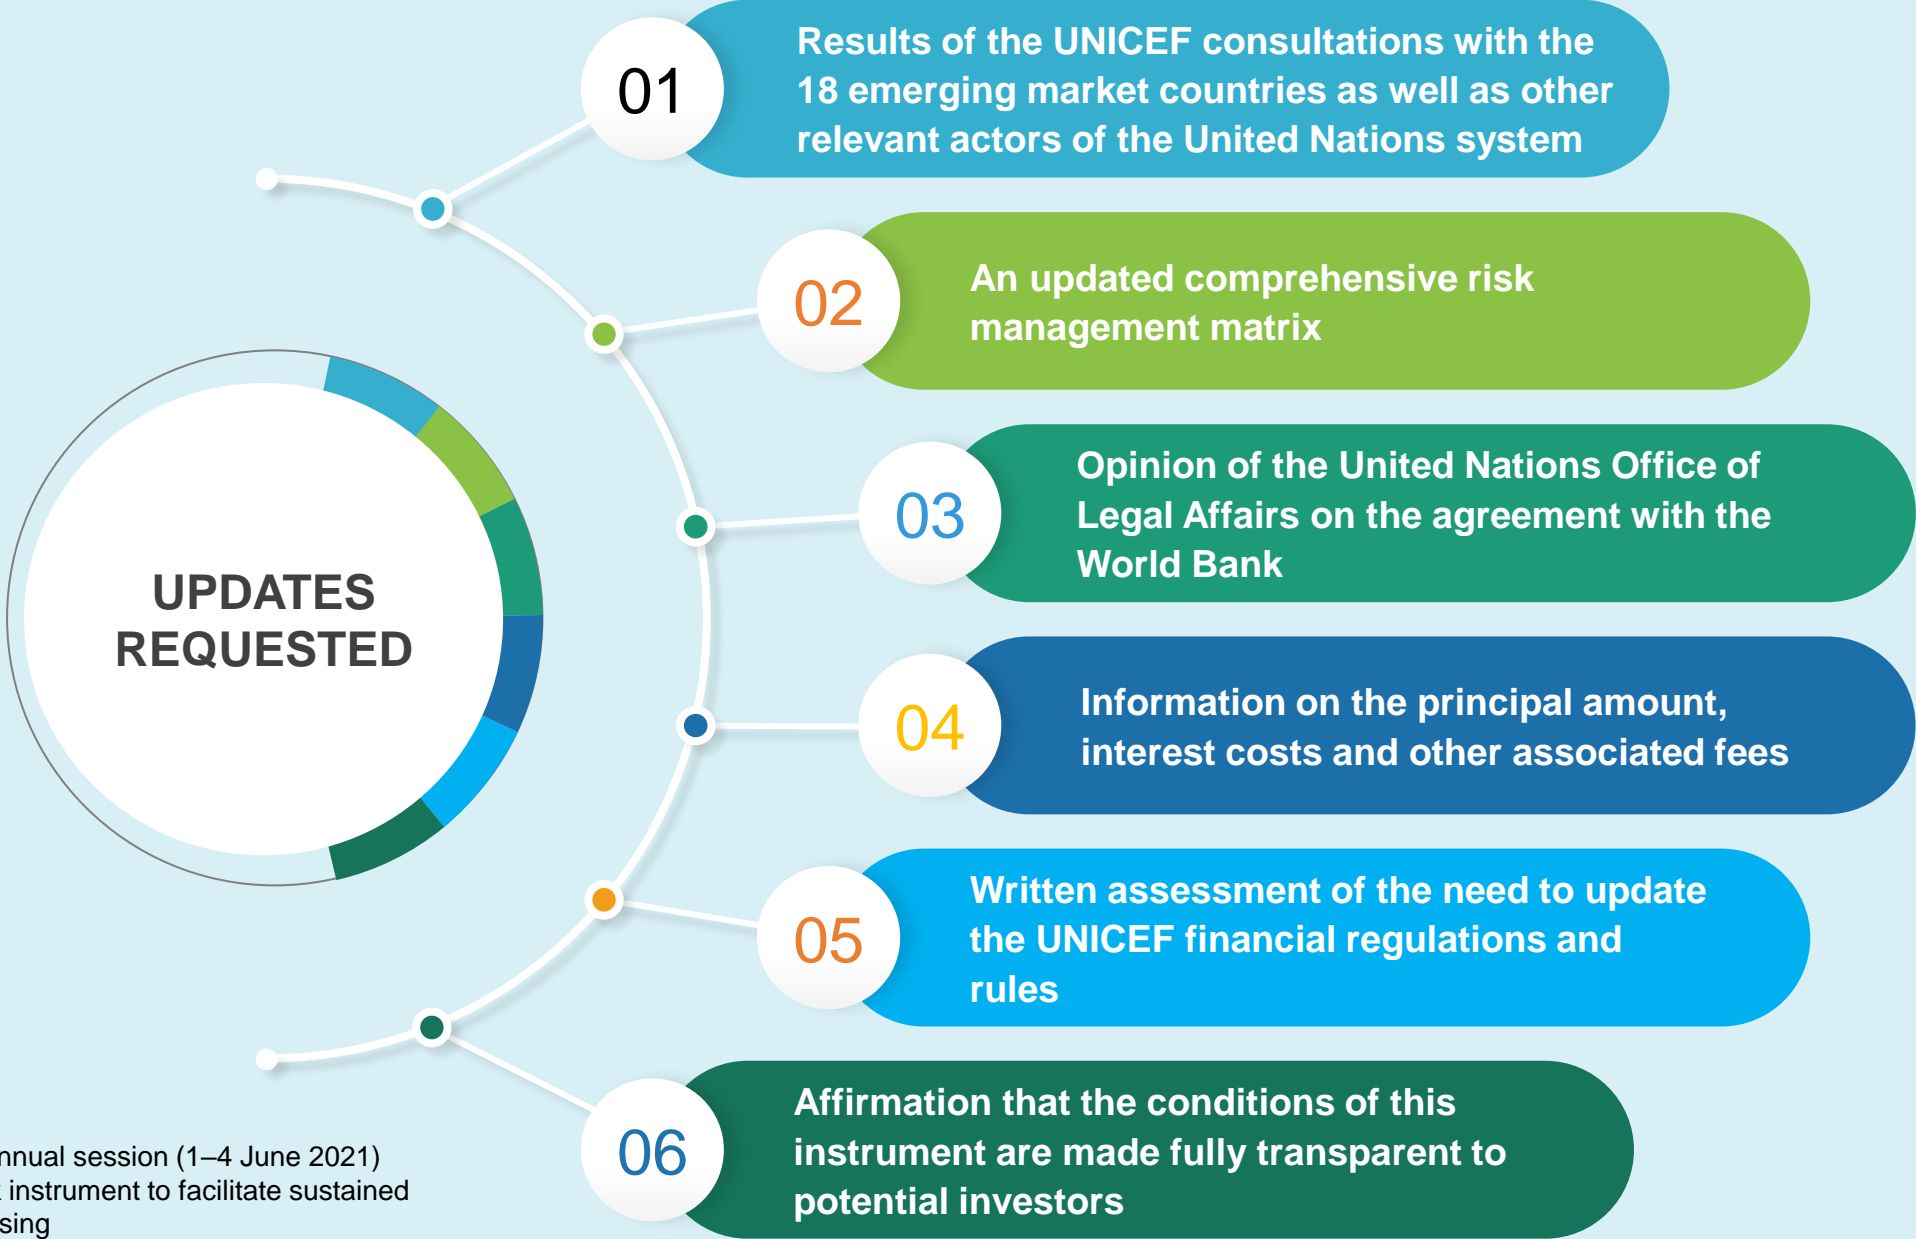 01
Results of the UNICEF consultations with the
18 emerging market countries as well as other
relevant actors of the United Nations system
02
An updated comprehensive risk
management matrix
03
Opinion of the United Nations Office of
Legal Affairs on the agreement with the
World Bank
UPDATES
REQUESTED
04
Information on the principal amount,
interest costs and other associated fees
05
Written assessment of the need to update
the UNICEF financial regulations and
rules
06
Affirmation that the conditions of this
instrument are made fully transparent to
potential investors
session (1–4 June 2021)
instrument to facilitate sustained